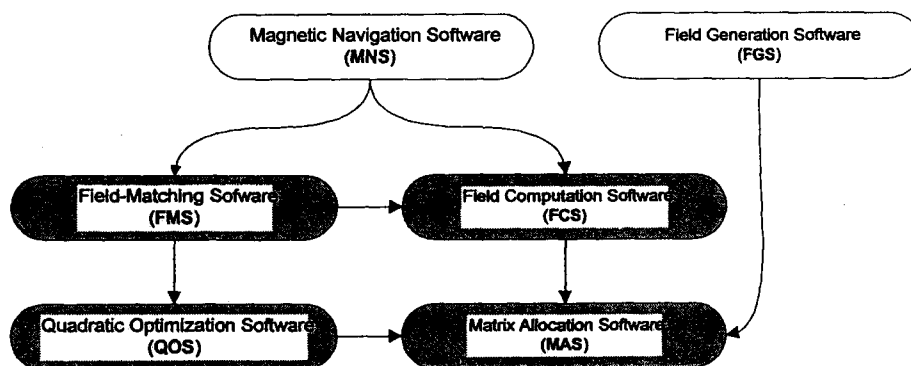 Magnetic Navigation Software
(MNS)
Field Generation Software
(FGS)
Field-Matching Sofware
(FMS)
Field Computation Software
(FCS)
Quadratic Optimization Software
(QOS)
Matrix Allocation Software
(MAS)